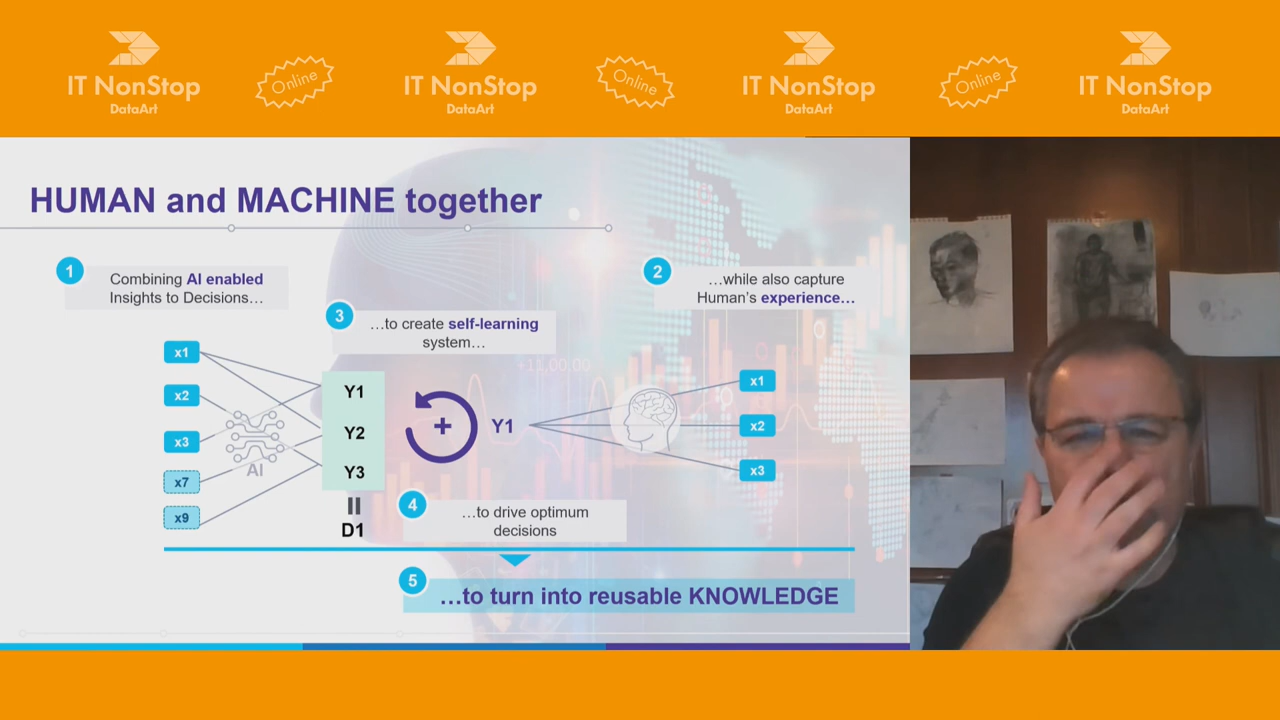 IT NonStop
DataArt
Online
IT NonStop
DataArt
Online
IT NonStop
DataArt
Online
IT NonStop
DataArt
HUMAN and MACHINE together
1
Combining AI enabled
Insights to Decisions…
2
…while also capture
Human's experience…
3
…to create self-learning
system…
+11,00,00
x1
x2
x3
x7
x9
AI
Y1
Y2
Y3
D1
+
Y1
x1
x2
x3
4
…to drive optimum
decisions
5
…to turn into reusable KNOWLEDGE